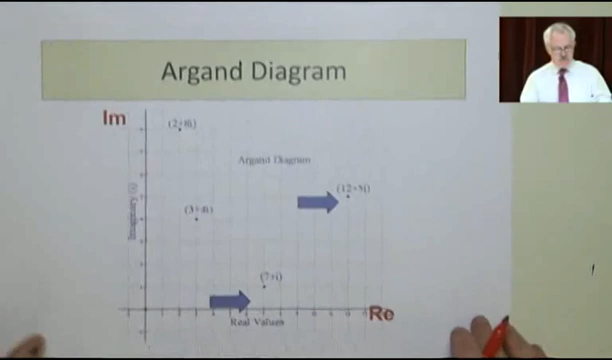 Argand Diagram
Im
(2+8i)
Argand Diagram
(12+5i)
(3+4i)
Imaginary (i)
(7+i)
Re
Real Values